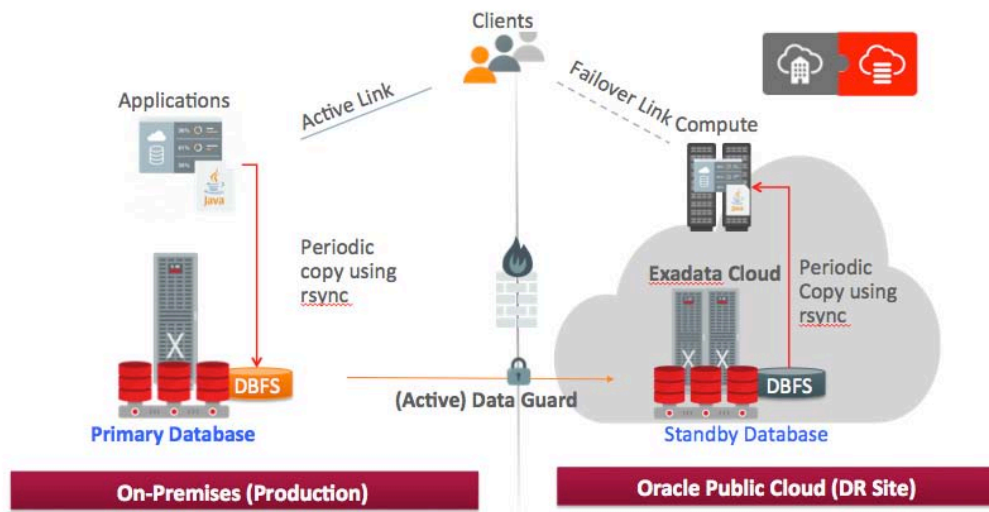 Clients
Applications
Active Link
Failover Link
Compute
Java
Java
Periodic
copy using
rsync
Exadata Cloud
Periodic
Copy using
rsync
X
X
X
DBFS
DBFS
(Active) Data Guard
Primary Database
Standby Database
On-Premises (Production)
Oracle Public Cloud (DR Site)